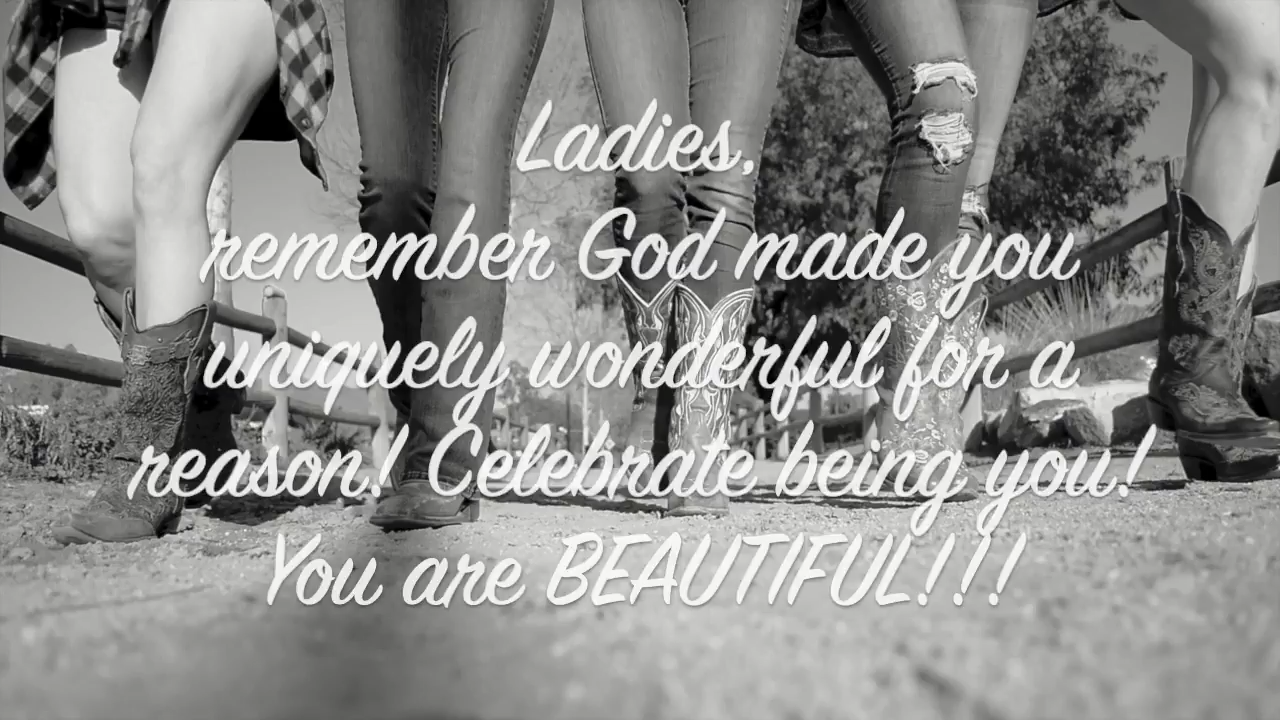 Ladies,
remember God made you
uniquely wonderful for a
reason! Celebrate being you!
You are BEAUTIFUL!!!